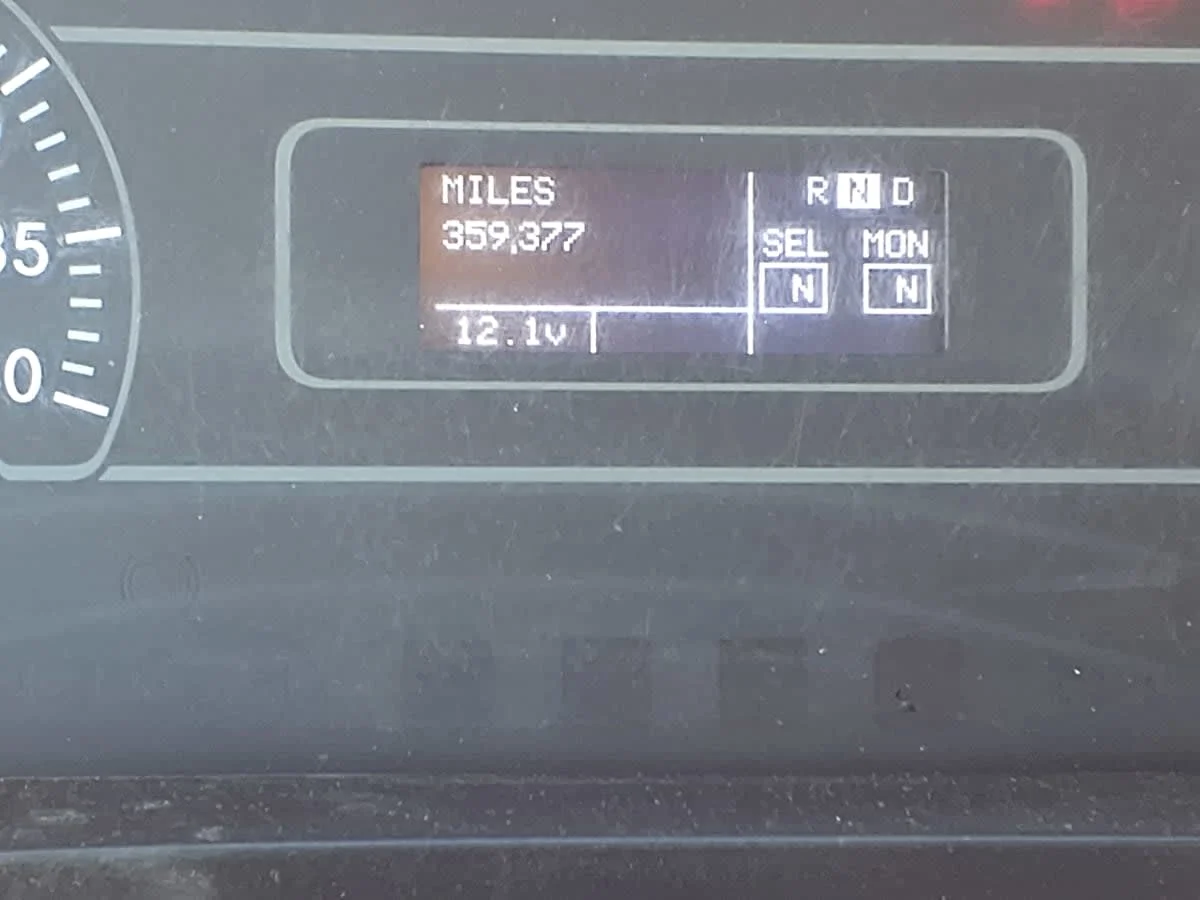 MILES
359,377
12.1v
R N D
SEL MON
N N
35
0